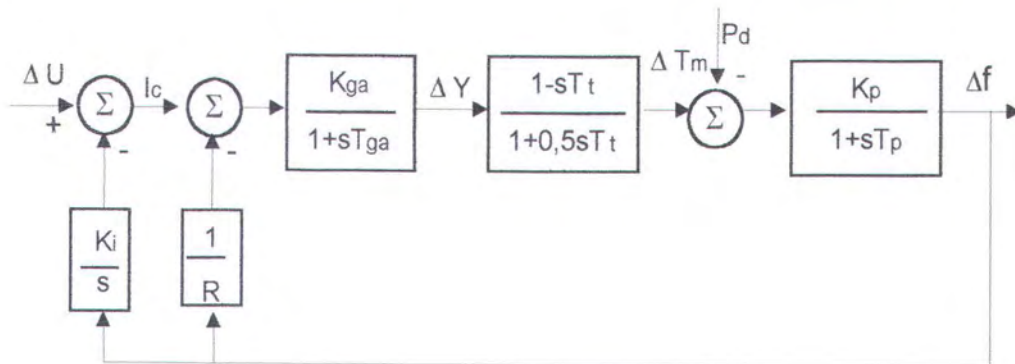 Pd
ΔU
Ic
Kga
1+sTga
ΔY
1-sTt
1+0,5sTt
ΔTm
Kp
1+sTp
Δf
Σ
Σ
Σ
+
-
-
-
Ki
s
1
R